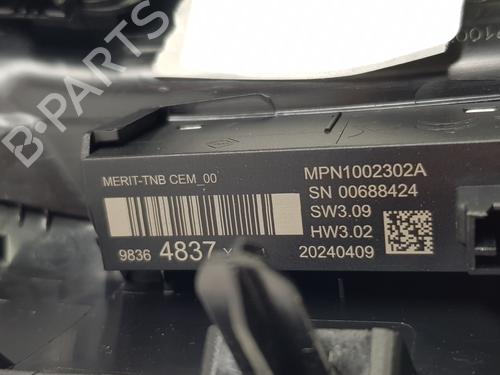 B-PARTS
MERIT-TNB CEM_00
9836 4837
MPN1002302A
SN 00688424
SW3.09
HW3.02
20240409